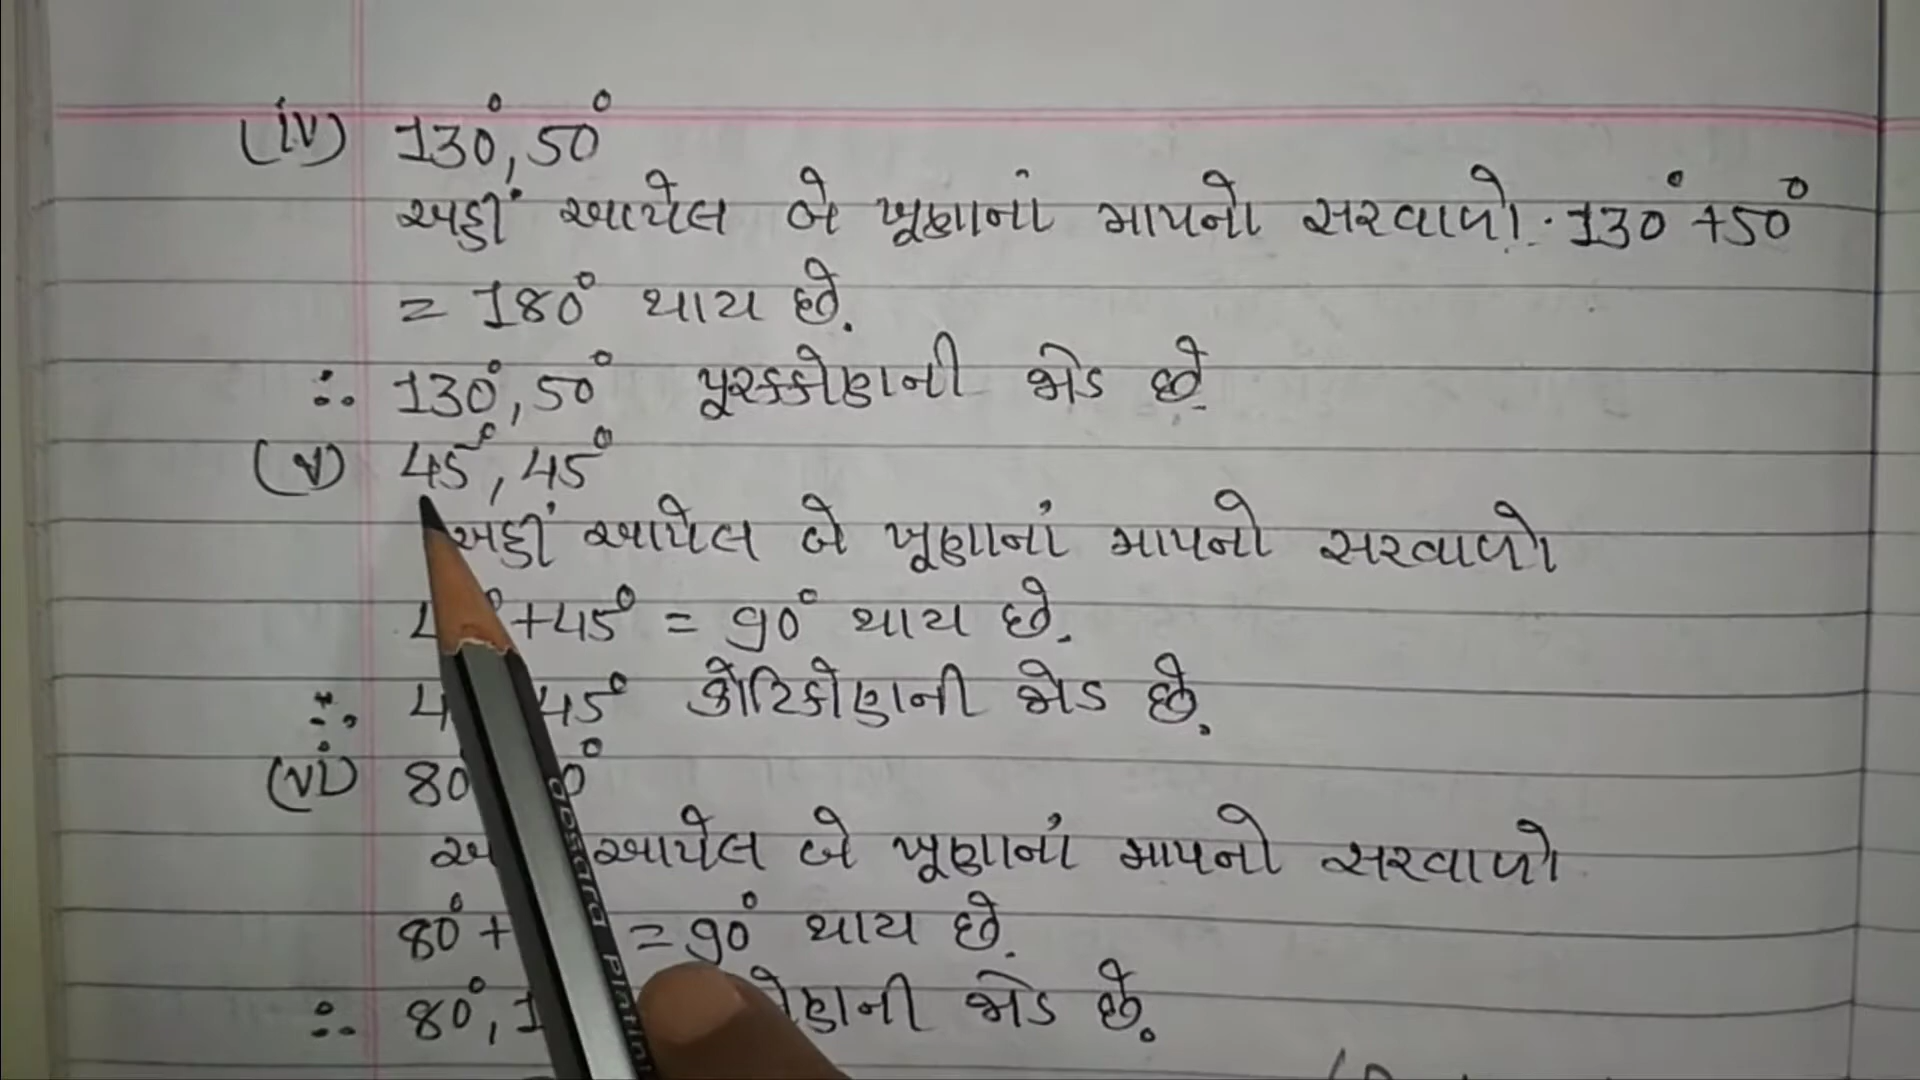 (iv) 130°, 50°
અહીં આપેલ બે ખૂણાનાં માપનો સરવાળો. 130° + 50°
= 180° થાય છે.
∴ 130°, 50° પૂરકકોણની જોડ છે.
(v) 45°, 45°
અહીં આપેલ બે ખૂણાનાં માપનો સરવાળો
+ 45° = 90° થાય છે.
∴ 45° કોટિકોણની જોડ છે.
(vi) 80
આપેલ બે ખૂણાનાં માપનો સરવાળો
80° + = 90° થાય છે.
∴ 80°, જોડ છે.